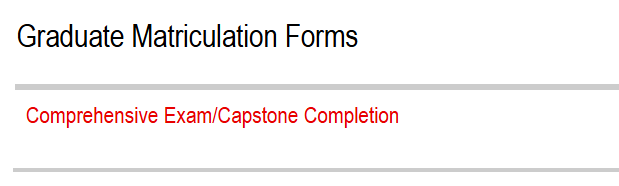 Graduate Matriculation Forms
Comprehensive Exam/Capstone Completion